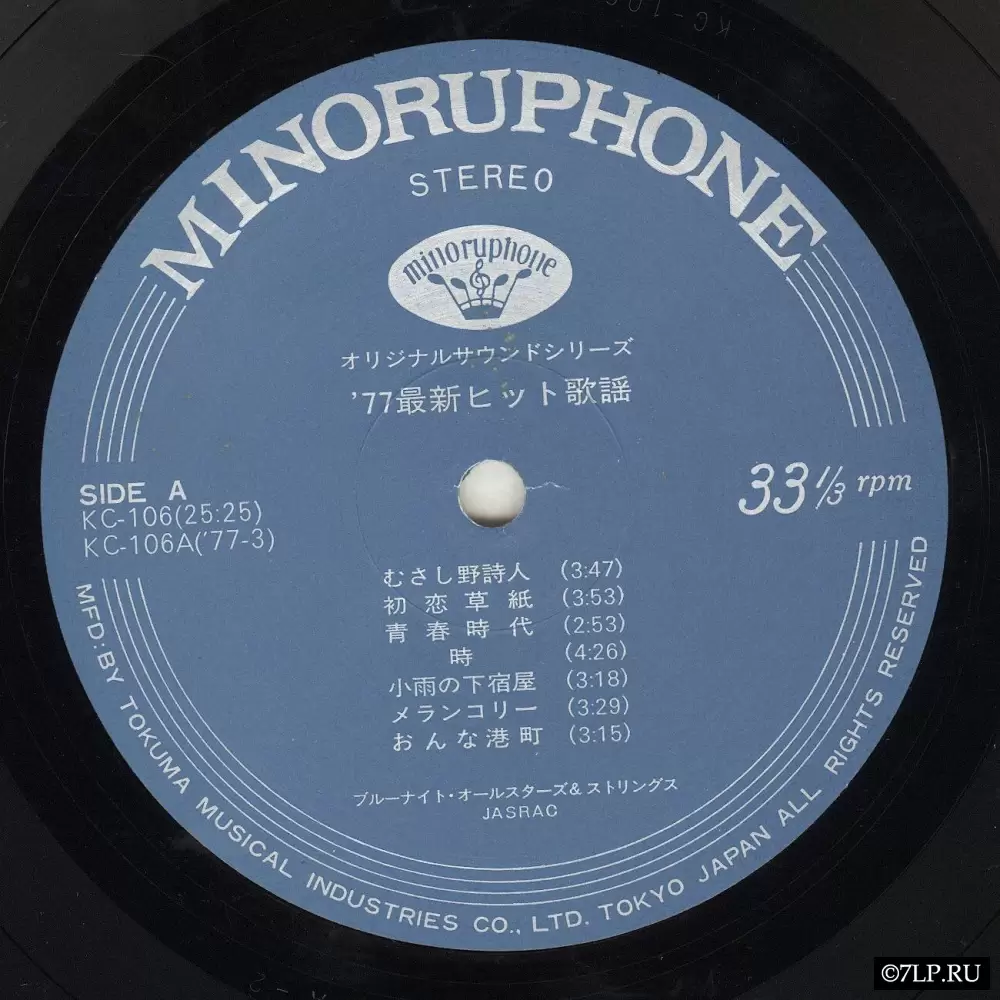 MINORUPHONE
STEREO
minoruphone
オリジナルサウンドシリーズ
'77最新ヒット歌謡
SIDE A
KC-106(25:25)
KC-106A('77-3)
33 1/3 rpm
むさし野詩人 (3:47)
初恋草紙 (3:53)
青春時代 (2:53)
時 (4:26)
小雨の下宿屋 (3:18)
メランコリー (3:29)
おんな港町 (3:15)
ブルーナイト・オールスターズ& ストリングス
JASRAC
MFD: BY TOKUMA MUSICAL INDUSTRIES CO., LTD. TOKYO JAPAN ALL RIGHTS RESERVED
©7LP.RU